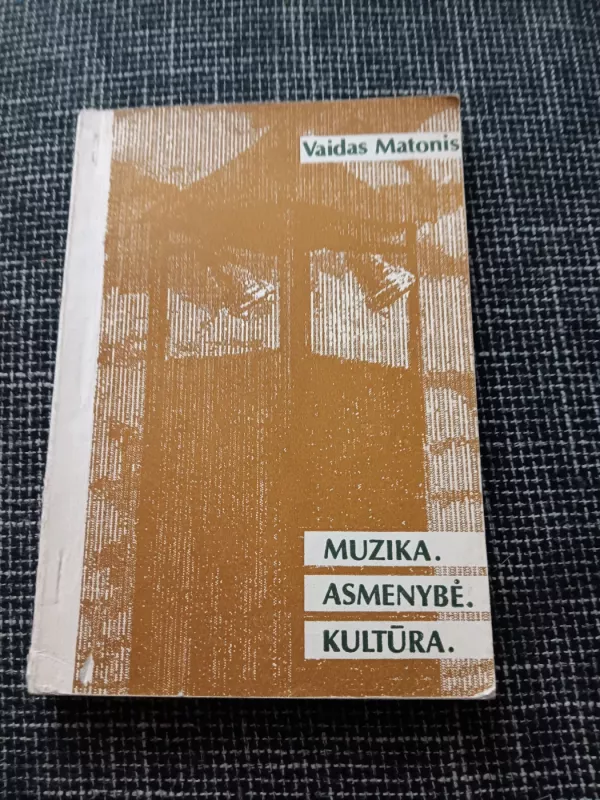 Vaidas Matonis
MUZIKA.
ASMENYBĖ.
KULTŪRA.